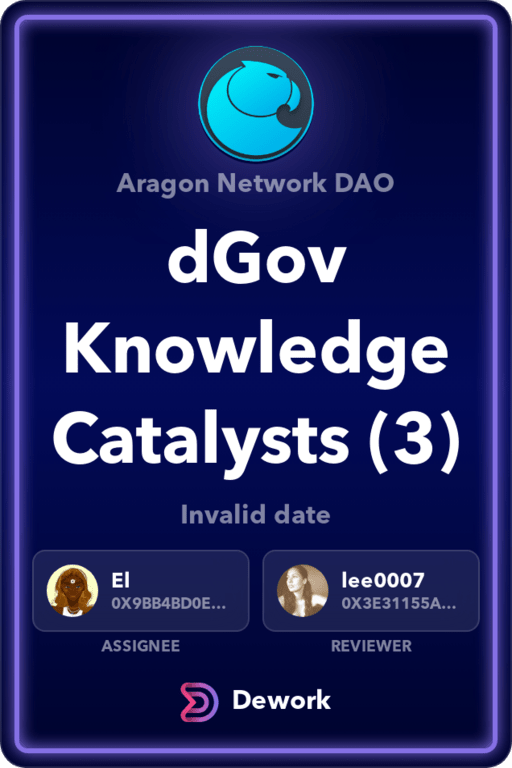 Aragon Network DAO
dGov
Knowledge
Catalysts (3)
Invalid date
El
0X9BB4BD0E...
ASSIGNEE
lee0007
0X3E31155A...
REVIEWER
Dework